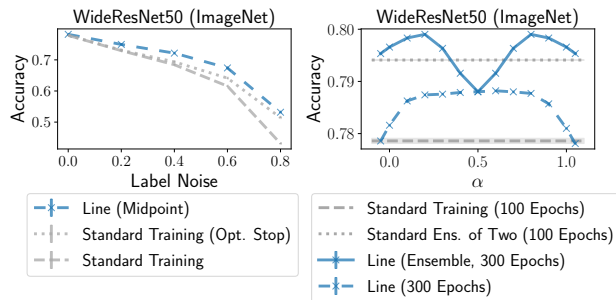 WideResNet50 (ImageNet)
Accuracy
0.7
0.6
0.5
0.0 0.2 0.4 0.6 0.8
Label Noise
Line (Midpoint)
Standard Training (Opt. Stop)
Standard Training
WideResNet50 (ImageNet)
Accuracy
0.80
0.79
0.78
0.0 0.5 1.0
α
Standard Training (100 Epochs)
Standard Ens. of Two (100 Epochs)
Line (Ensemble, 300 Epochs)
Line (300 Epochs)